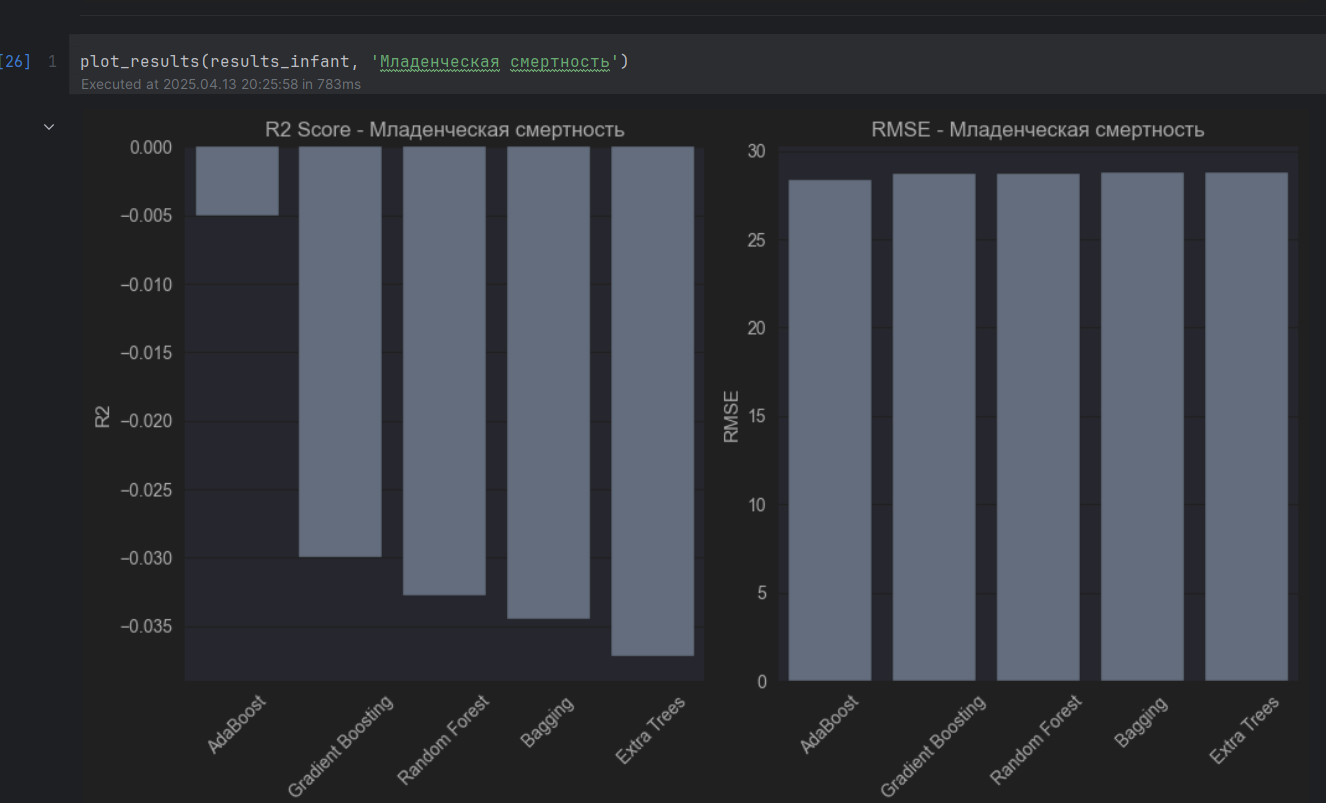 [26] 1 plot_results(results_infant, 'Младенческая смертность')
Executed at 2025.04.13 20:25:58 in 783ms
R2 Score - Младенческая смертность
0.000
−0.005
−0.010
−0.015
−0.020
−0.025
−0.030
−0.035
R2
AdaBoost
Gradient Boosting
Random Forest
Bagging
Extra Trees
RMSE - Младенческая смертность
30
25
20
15
10
5
0
RMSE
AdaBoost
Gradient Boosting
Random Forest
Bagging
Extra Trees